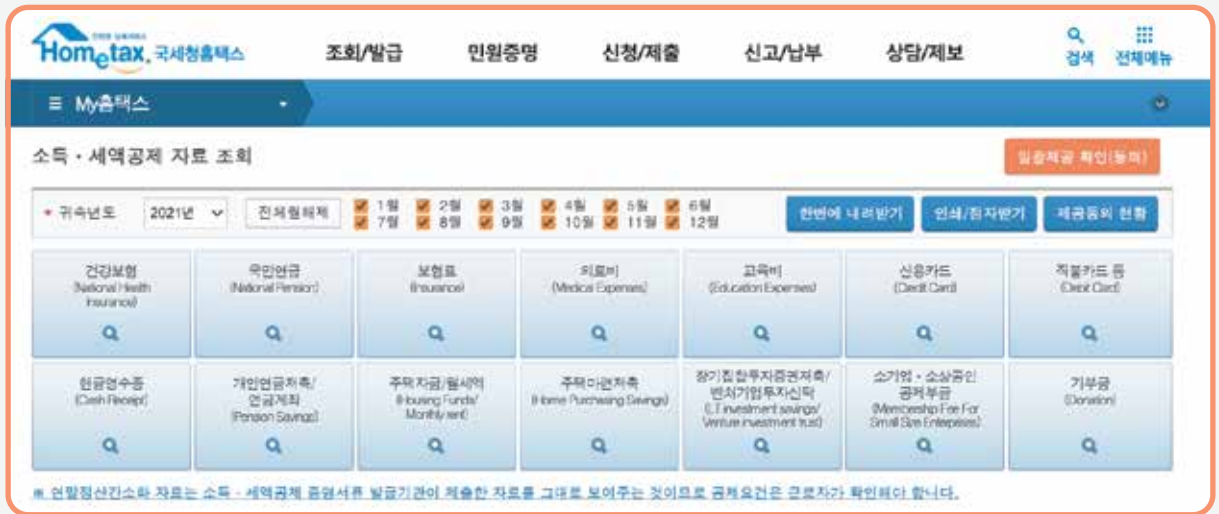 Hometax. 국세청홈택스
조회/발급 민원증명 신청/제출 신고/납부 상담/제보 검색 전체메뉴
My홈택스
소득・세액공제 자료 조회 일괄제공 확인(동의)
* 귀속년도 2021년 전체월해제 1월 2월 3월 4월 5월 6월 한번에 내려받기 인쇄/점자받기 제공동의 현황
7월 8월 9월 10월 11월 12월
건강보험
(National Health
Insurance)
국민연금
(National Pension)
보험료
(Insurance)
의료비
(Medical Expenses)
교육비
(Education Expenses)
신용카드
(Credit Card)
직불카드 등
(Debit Card)
현금영수증
(Cash Receipt)
개인연금저축/
연금계좌
(Pension Savings)
주택자금/월세액
(Housing Funds/
Monthly rent)
주택마련저축
(Home Purchasing Savings)
장기집합투자증권저축/
벤처기업투자신탁
(LT investment savings/
Venture investment trust)
소기업・소상공인
공제부금
(Membership Fee For
Small Size Enterprises)
기부금
(Donation)
※ 연말정산간소화 자료는 소득・세액공제 증명서류 발급기관이 제출한 자료를 그대로 보여주는 것이므로 공제요건은 근로자가 확인해야 합니다.